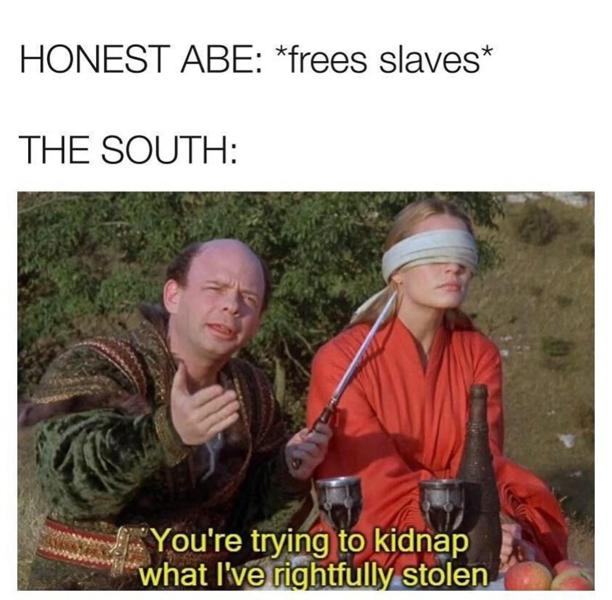 HONEST ABE: *frees slaves*
THE SOUTH:
"You're trying to kidnap
what I've rightfully stolen